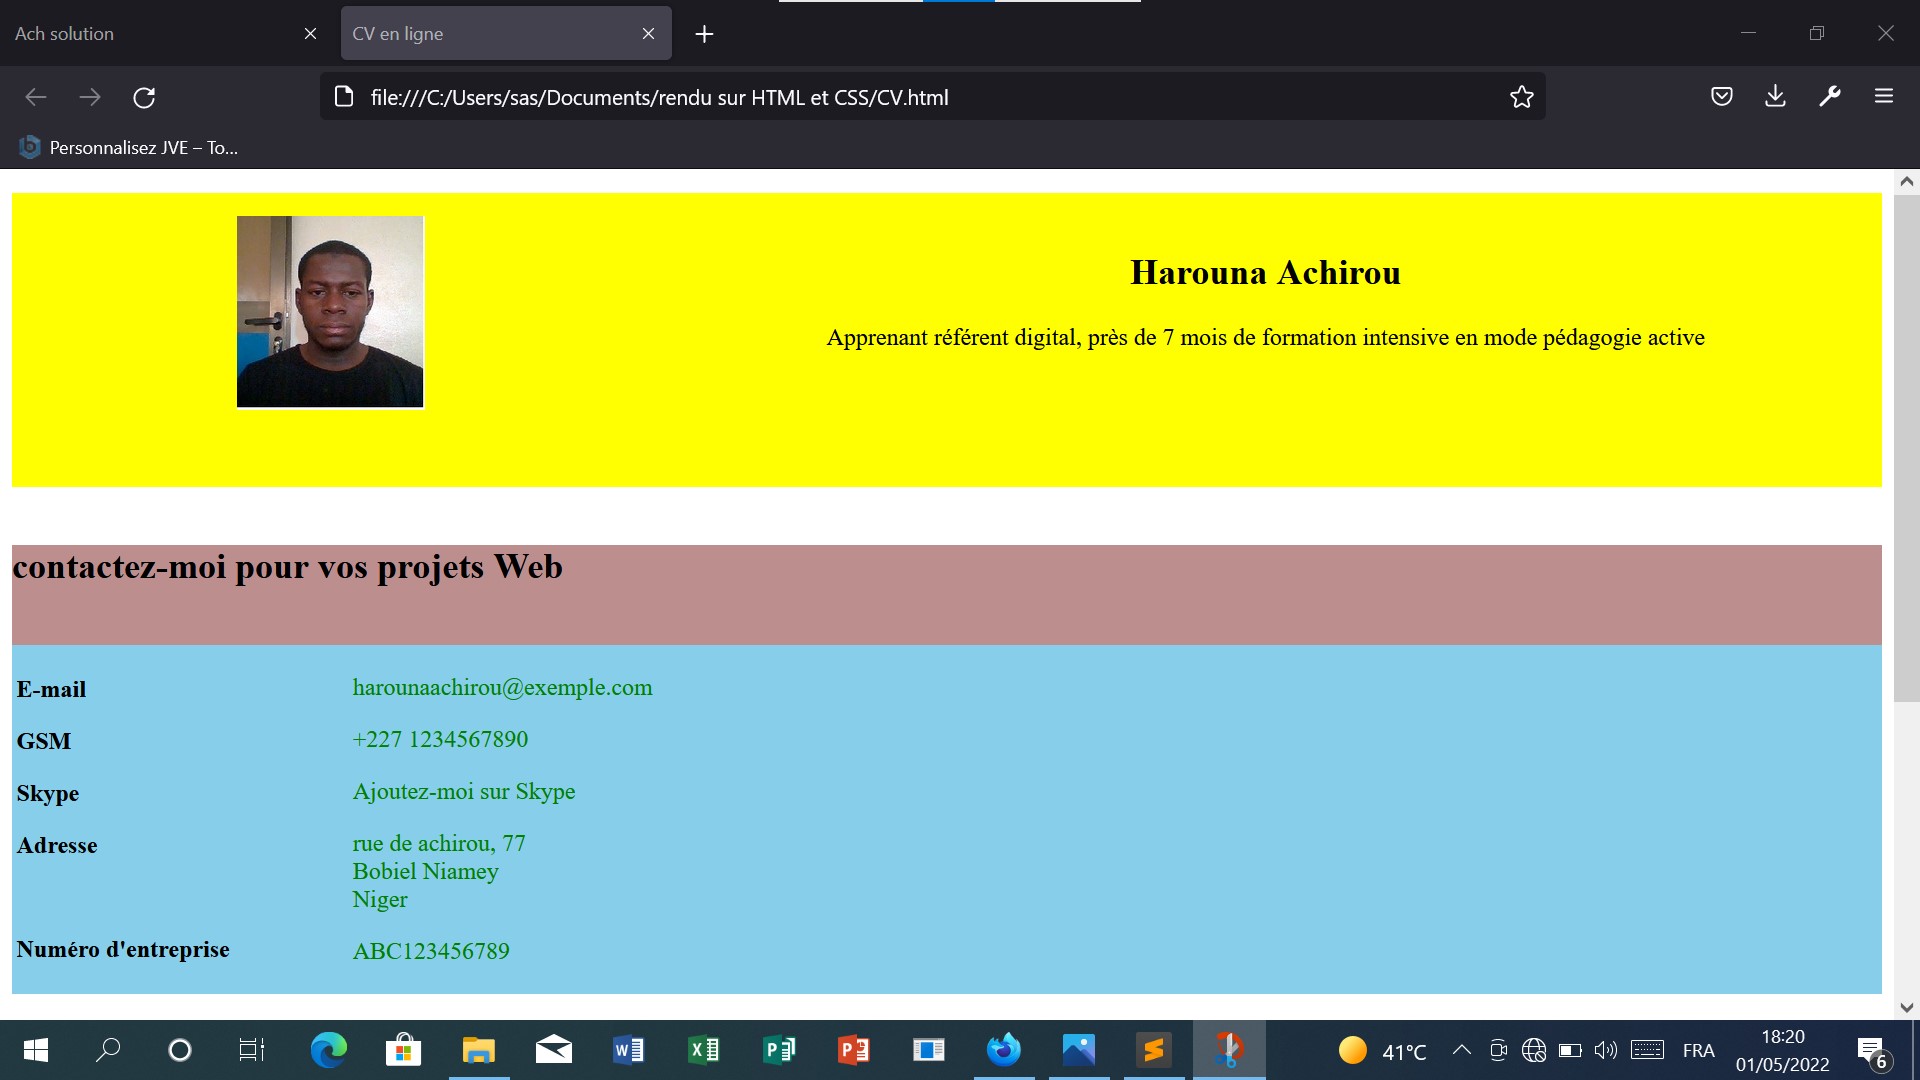 Ach solution
CV en ligne
file:///C:/Users/sas/Documents/rendu sur HTML et CSS/CV.html
Personnalisez JVE – To...
Harouna Achirou
Apprenant référent digital, près de 7 mois de formation intensive en mode pédagogie active
contactez-moi pour vos projets Web
E-mail harounaachirou@exemple.com
GSM +227 1234567890
Skype Ajoutez-moi sur Skype
Adresse rue de achirou, 77
Bobiel Niamey
Niger
Numéro d'entreprise ABC123456789
41°C FRA 18:20
01/05/2022
6